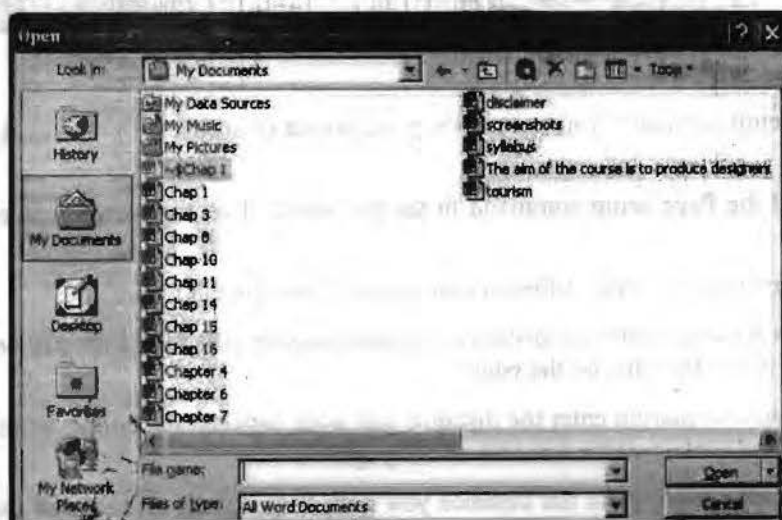 Open
Look in: My Documents Tools
History
My Documents
Desktop
Favorites
My Network
Places
My Data Sources
My Music
My Pictures
~$Chap 1
Chap 1
Chap 3
Chap 8
Chap 10
Chap 11
Chap 14
Chap 15
Chap 16
Chapter 4
Chapter 6
Chapter 7
disclaimer
screenshots
syllabus
The aim of the course is to produce designers
tourism
File name: Open
Files of type: All Word Documents Cancel